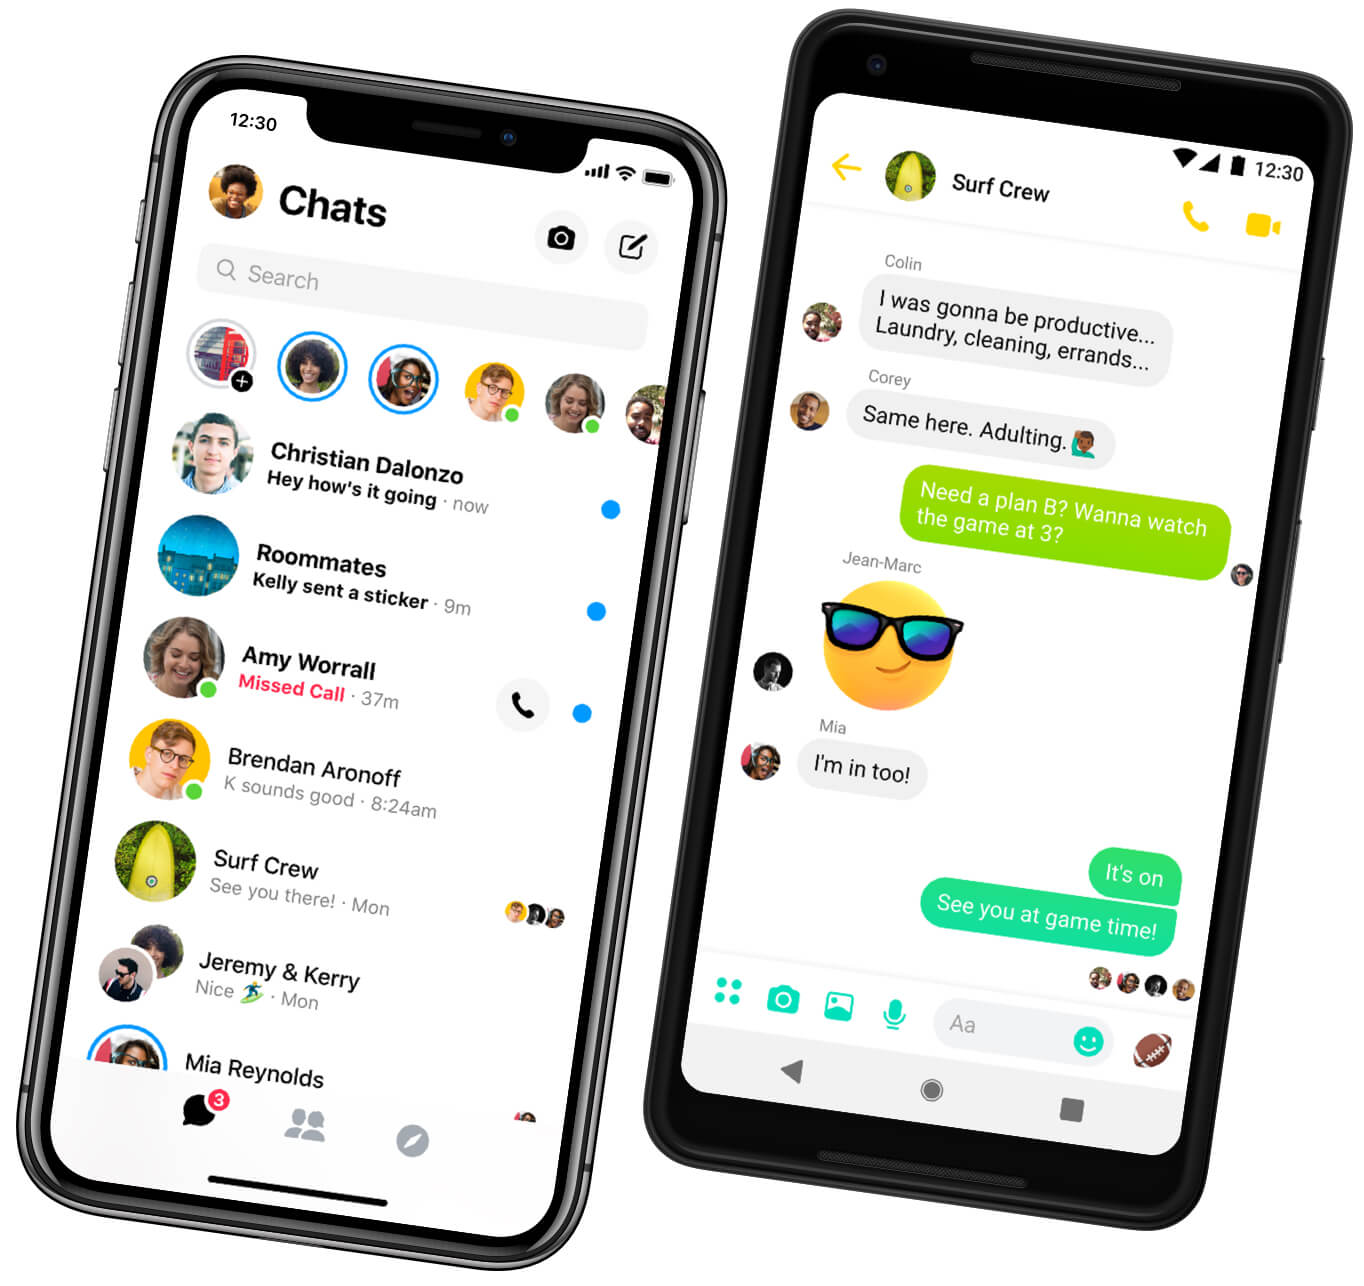 12:30
Chats
Search
Christian Dalonzo
Hey how's it going · now
Roommates
Kelly sent a sticker · 9m
Amy Worrall
Missed Call · 37m
Brendan Aronoff
K sounds good · 8:24am
Surf Crew
See you there! · Mon
Jeremy & Kerry
Nice 🏄‍♂️ · Mon
Mia Reynolds
3
12:30
Surf Crew
Colin
I was gonna be productive...
Laundry, cleaning, errands...
Corey
Same here. Adulting. 🙋🏾‍♂️
Need a plan B? Wanna watch
the game at 3?
Jean-Marc
Mia
I'm in too!
It's on
See you at game time!
Aa